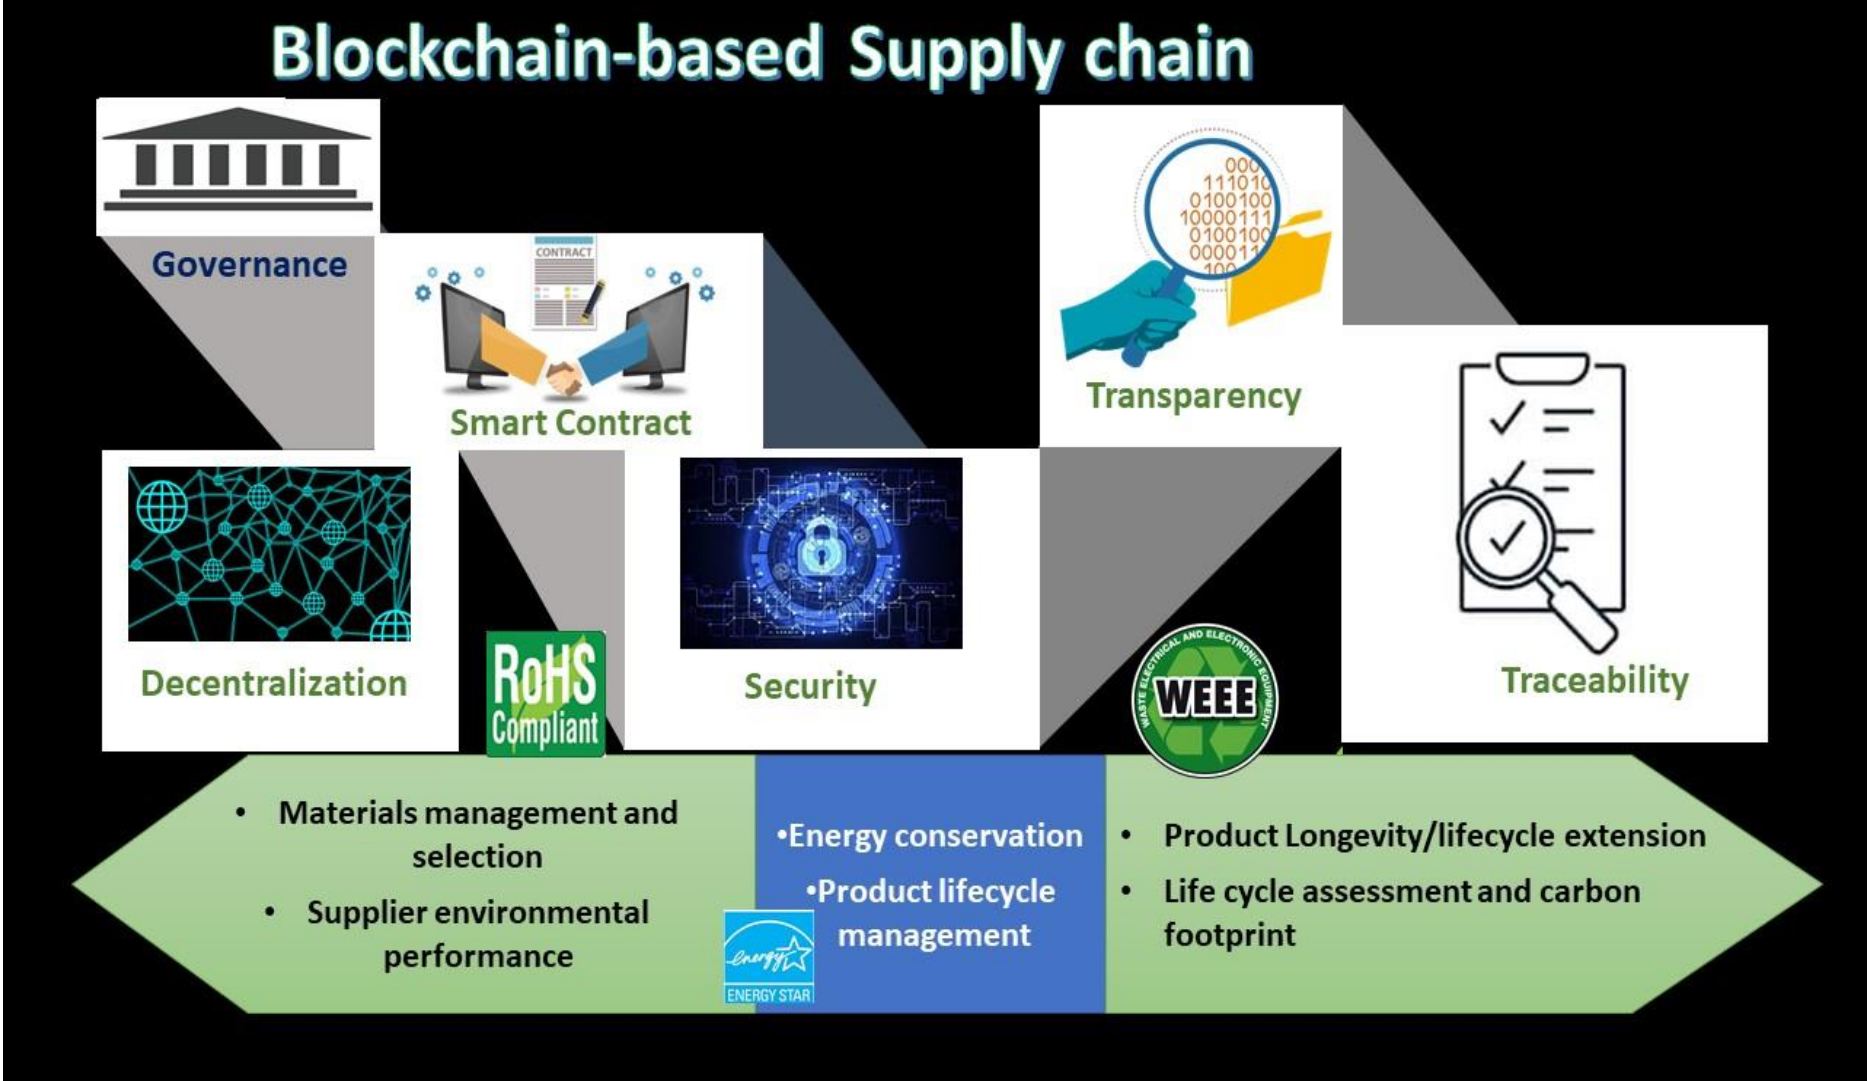 Blockchain-based Supply chain
Governance
CONTRACT
Smart Contract
000
111010
0100100
10000111
0100100
000011
100
Transparency
Decentralization
RoHS
Compliant
Security
WASTE ELECTRICAL AND ELECTRONIC EQUIPMENT
WEEE
Traceability
• Materials management and
selection
• Supplier environmental
performance
•Energy conservation
•Product lifecycle
management
energy
ENERGY STAR
• Product Longevity/lifecycle extension
• Life cycle assessment and carbon
footprint